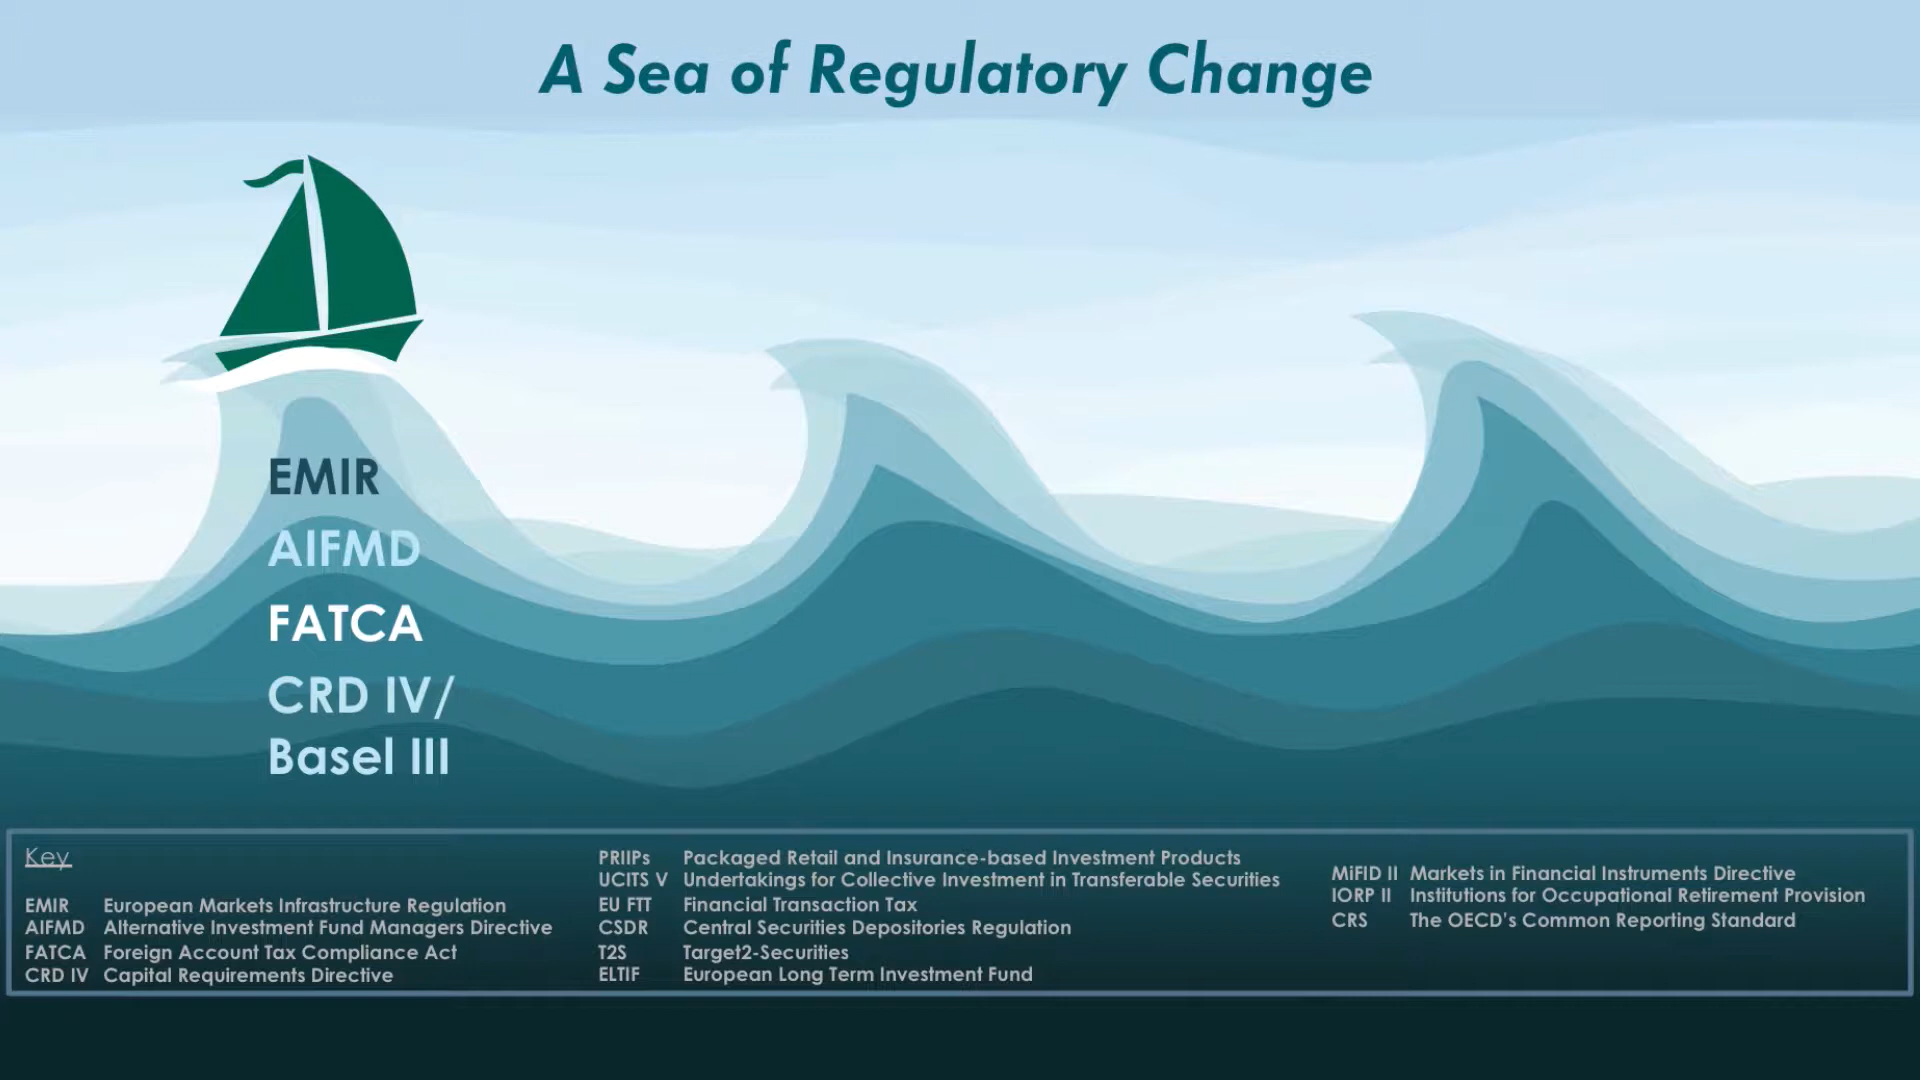 A Sea of Regulatory Change
EMIR
AIFMD
FATCA
CRD IV/
Basel III
Key
EMIR European Markets Infrastructure Regulation
AIFMD Alternative Investment Fund Managers Directive
FATCA Foreign Account Tax Compliance Act
CRD IV Capital Requirements Directive
PRIIPs Packaged Retail and Insurance-based Investment Products
UCITS V Undertakings for Collective Investment in Transferable Securities
EU FTT Financial Transaction Tax
CSDR Central Securities Depositories Regulation
T2S Target2-Securities
ELTIF European Long Term Investment Fund
MiFID II Markets in Financial Instruments Directive
IORP II Institutions for Occupational Retirement Provision
CRS The OECD's Common Reporting Standard